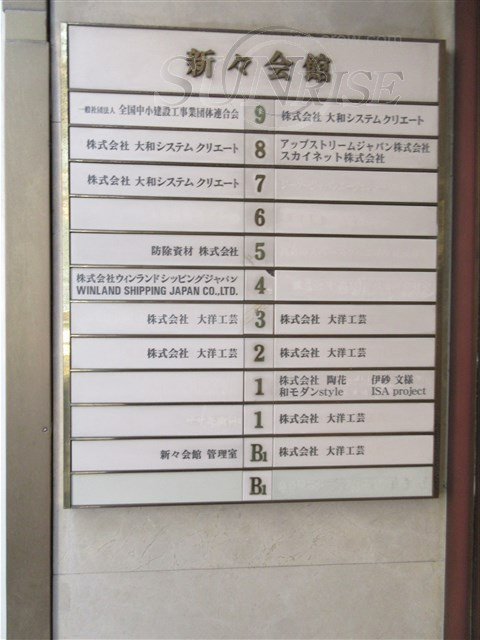 新々会館
SUNRISE
一般社団法人 全国中小建設工事業団体連合会 9 株式会社 大和システムクリエート
株式会社 大和システムクリエート 8 アップストリームジャパン株式会社
スカイネット株式会社
株式会社 大和システムクリエート 7
6
防除資材 株式会社 5
株式会社ウィンランドシッピングジャパン 4
WINLAND SHIPPING JAPAN CO.,LTD.
株式会社 大洋工芸 3 株式会社 大洋工芸
株式会社 大洋工芸 2 株式会社 大洋工芸
1 株式会社 陶花 伊砂 文様
和モダンstyle ISA project
1 株式会社 大洋工芸
新々会館 管理室 B1 株式会社 大洋工芸
B1